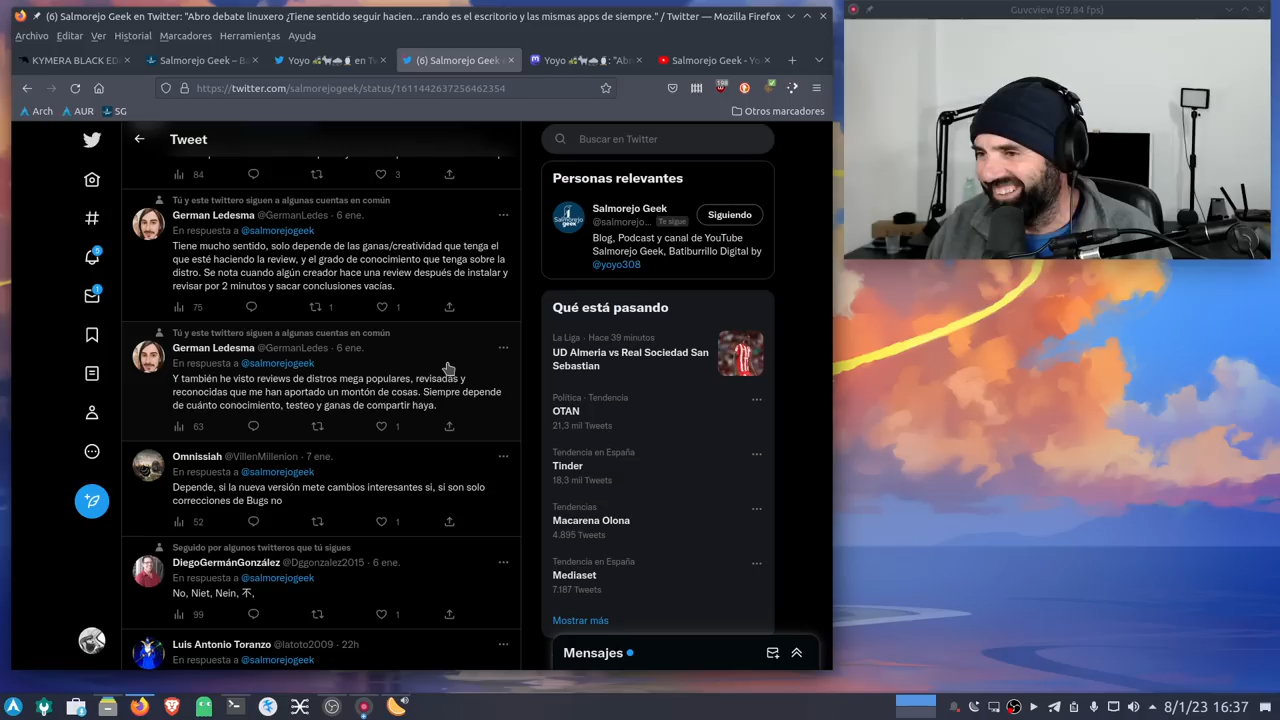 (6) Salmorejo Geek en Twitter: "Abro debate linuxero ¿Tiene sentido seguir hacien...rando es el escritorio y las mismas apps de siempre." / Twitter — Mozilla Firefox
Guvcview (59,84 fps)
Archivo Editar Ver Historial Marcadores Herramientas Ayuda
KYMERA BLACK EDI
Salmorejo Geek – B
Yoyo en Tw
(6) Salmorejo Geek
Yoyo : "Abr
Salmorejo Geek - Yo
https://twitter.com/salmorejogeek/status/1611442637256462354
198
Arch AUR SG
Otros marcadores
Tweet
84 3
Tú y este twittero siguen a algunas cuentas en común
German Ledesma @GermanLedes · 6 ene.
En respuesta a @salmorejogeek
Tiene mucho sentido, solo depende de las ganas/creatividad que tenga el
que esté haciendo la review, y el grado de conocimiento que tenga sobre la
distro. Se nota cuando algún creador hace una review después de instalar y
revisar por 2 minutos y sacar conclusiones vacías.
75 1 1
Tú y este twittero siguen a algunas cuentas en común
German Ledesma @GermanLedes · 6 ene.
En respuesta a @salmorejogeek
Y también he visto reviews de distros mega populares, revisadas y
reconocidas que me han aportado un montón de cosas. Siempre depende
de cuánto conocimiento, testeo y ganas de compartir haya.
63 1
Omnissiah @VillenMillenion · 7 ene.
En respuesta a @salmorejogeek
Depende, si la nueva versión mete cambios interesantes si, si son solo
correcciones de Bugs no
52 1
Seguido por algunos twitteros que tú sigues
DiegoGermánGonzález @Dggonzalez2015 · 6 ene.
En respuesta a @salmorejogeek
No, Niet, Nein, 不,
99 1
Luis Antonio Toranzo @latoto2009 · 22h
En respuesta a @salmorejogeek
Buscar en Twitter
Personas relevantes
Salmorejo Geek
@salmorejo... Te sigue
Siguiendo
Blog, Podcast y canal de YouTube
Salmorejo Geek, Batiburrillo Digital by
@yoyo308
Qué está pasando
La Liga · Hace 39 minutos
UD Almería vs Real Sociedad San
Sebastian
Política · Tendencia
OTAN
21,3 mil Tweets
Tendencia en España
Tinder
18,3 mil Tweets
Tendencias
Macarena Olona
4.895 Tweets
Tendencia en España
Mediaset
7.187 Tweets
Mostrar más
Mensajes
8/1/23 16:37